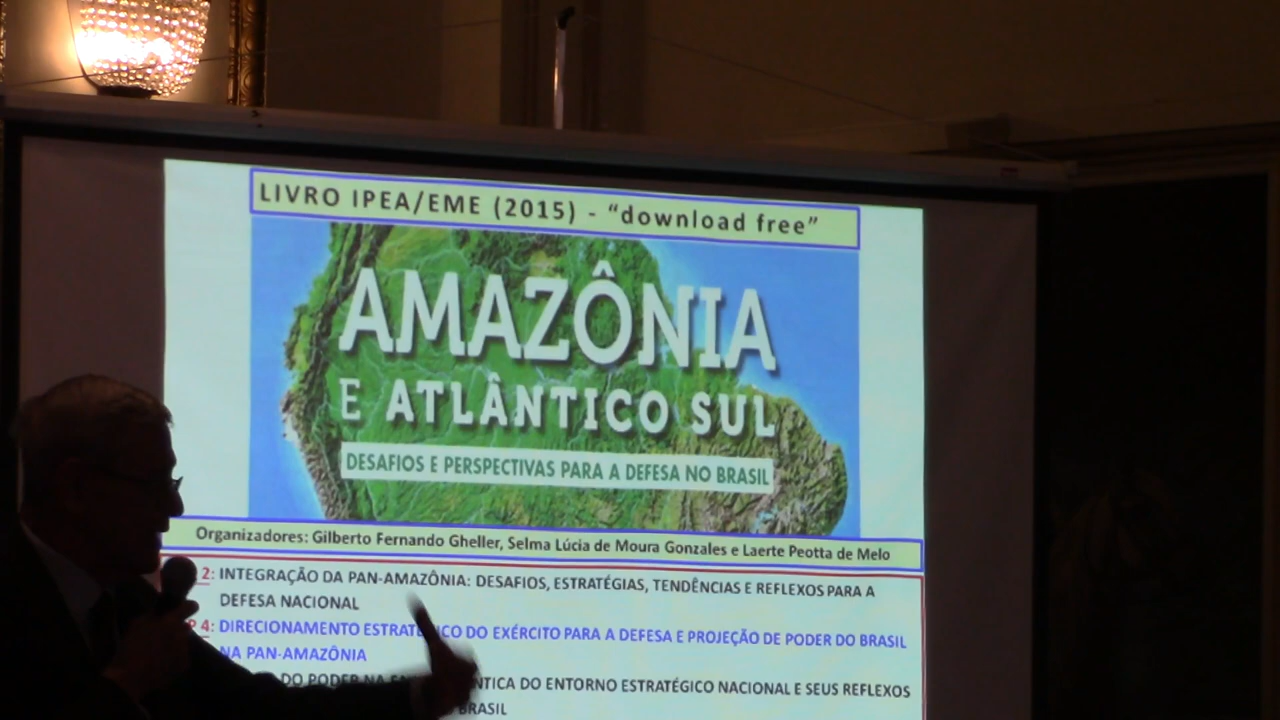 LIVRO IPEA/EME (2015) - “download free”
AMAZÔNIA
E ATLÂNTICO SUL
DESAFIOS E PERSPECTIVAS PARA A DEFESA NO BRASIL
Organizadores: Gilberto Fernando Gheller, Selma Lúcia de Moura Gonzales e Laerte Peotta de Melo
2: INTEGRAÇÃO DA PAN-AMAZÔNIA: DESAFIOS, ESTRATÉGIAS, TENDÊNCIAS E REFLEXOS PARA A
DEFESA NACIONAL
P 4: DIRECIONAMENTO ESTRATÉGICO DO EXÉRCITO PARA A DEFESA E PROJEÇÃO DE PODER DO BRASIL
NA PAN-AMAZÔNIA
DO PODER NA DO ENTORNO ESTRATÉGICO NACIONAL E SEUS REFLEXOS
BRASIL